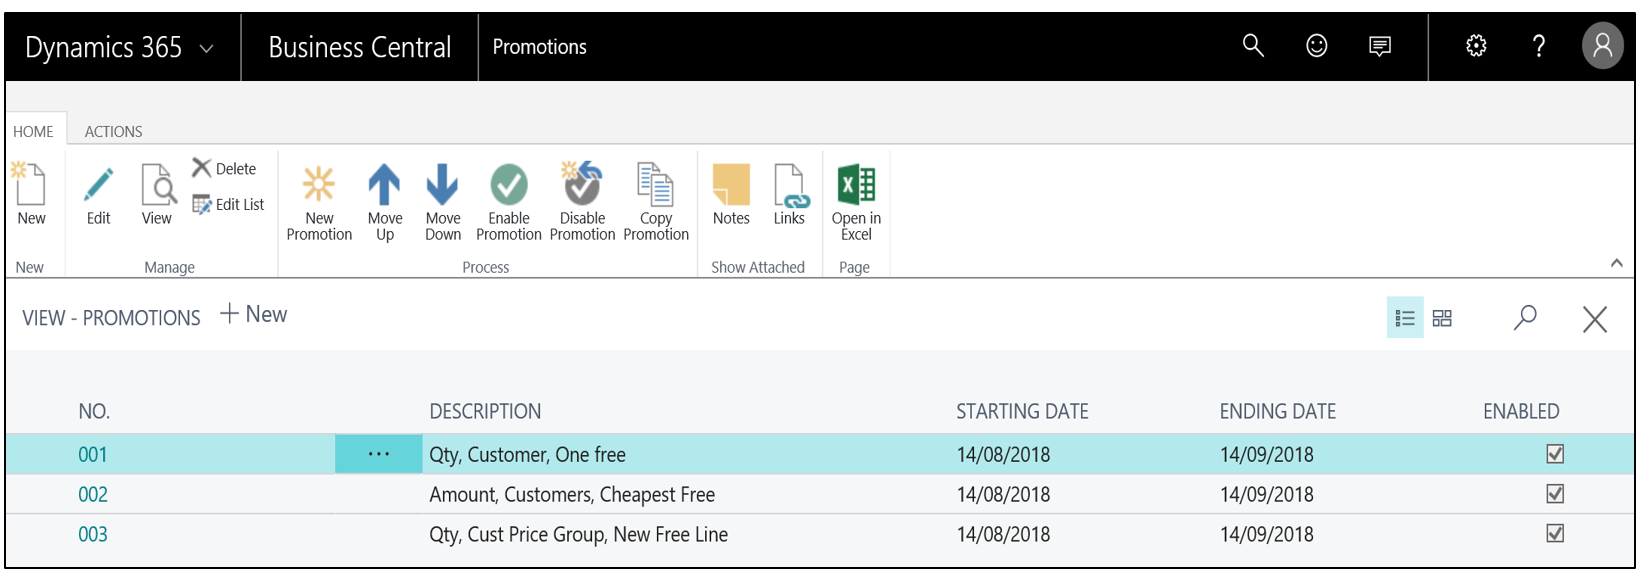 Dynamics 365 Business Central Promotions ?
HOME ACTIONS
New Edit View Delete Edit List New Promotion Move Up Move Down Enable Promotion Disable Promotion Copy Promotion Notes Links Open in Excel
New Manage Process Show Attached Page
VIEW - PROMOTIONS + New
NO. DESCRIPTION STARTING DATE ENDING DATE ENABLED
001 ... Qty, Customer, One free 14/08/2018 14/09/2018
002 Amount, Customers, Cheapest Free 14/08/2018 14/09/2018
003 Qty, Cust Price Group, New Free Line 14/08/2018 14/09/2018